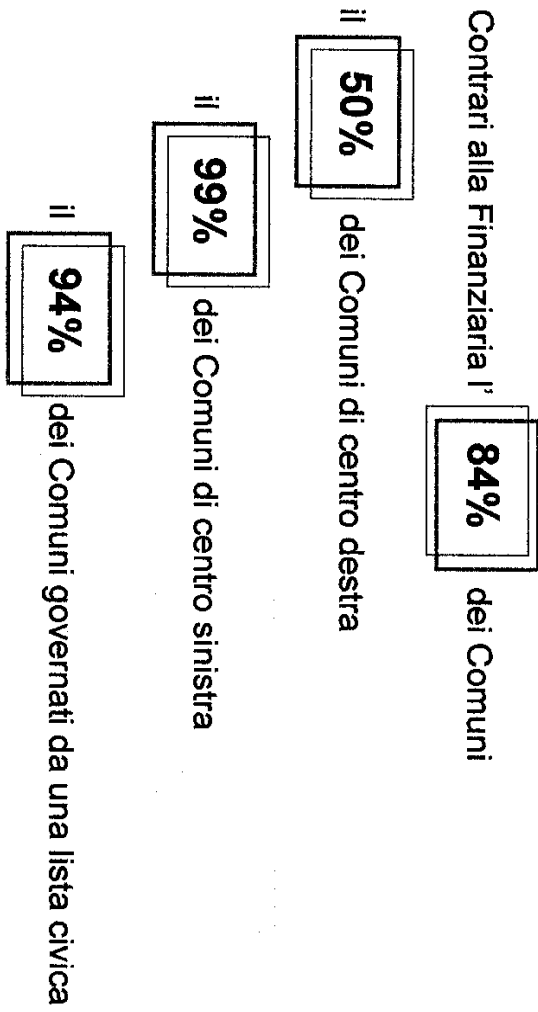 Contrari alla Finanziaria l' 84% dei Comuni
il 50% dei Comuni di centro destra
il 99% dei Comuni di centro sinistra
il 94% dei Comuni governati da una lista civica